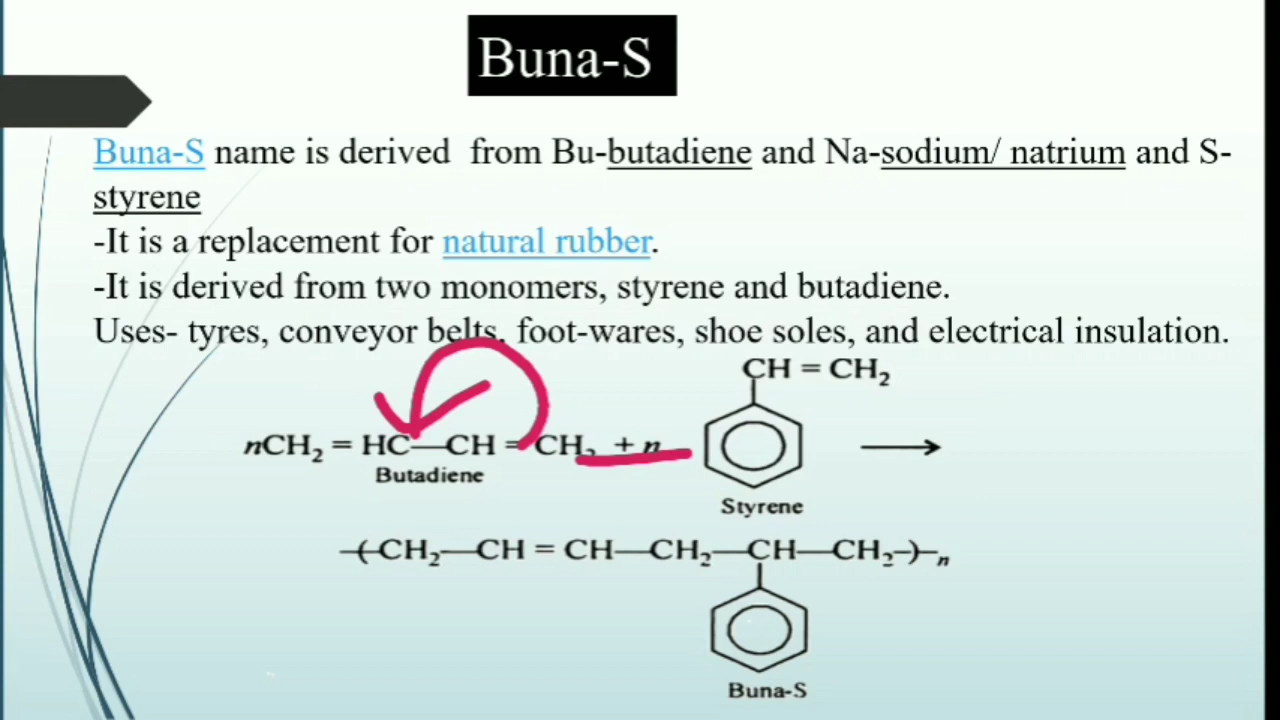 Buna-S
Buna-S name is derived from Bu-butadiene and Na-sodium/ natrium and S-
styrene
-It is a replacement for natural rubber.
-It is derived from two monomers, styrene and butadiene.
Uses- tyres, conveyor belts, foot-wares, shoe soles, and electrical insulation.
CH = CH₂
nCH₂ = HC—CH = CH₂ + n ⟶
Butadiene
Styrene
-(-CH₂—CH = CH—CH₂—CH—CH₂-)-n
Buna-S